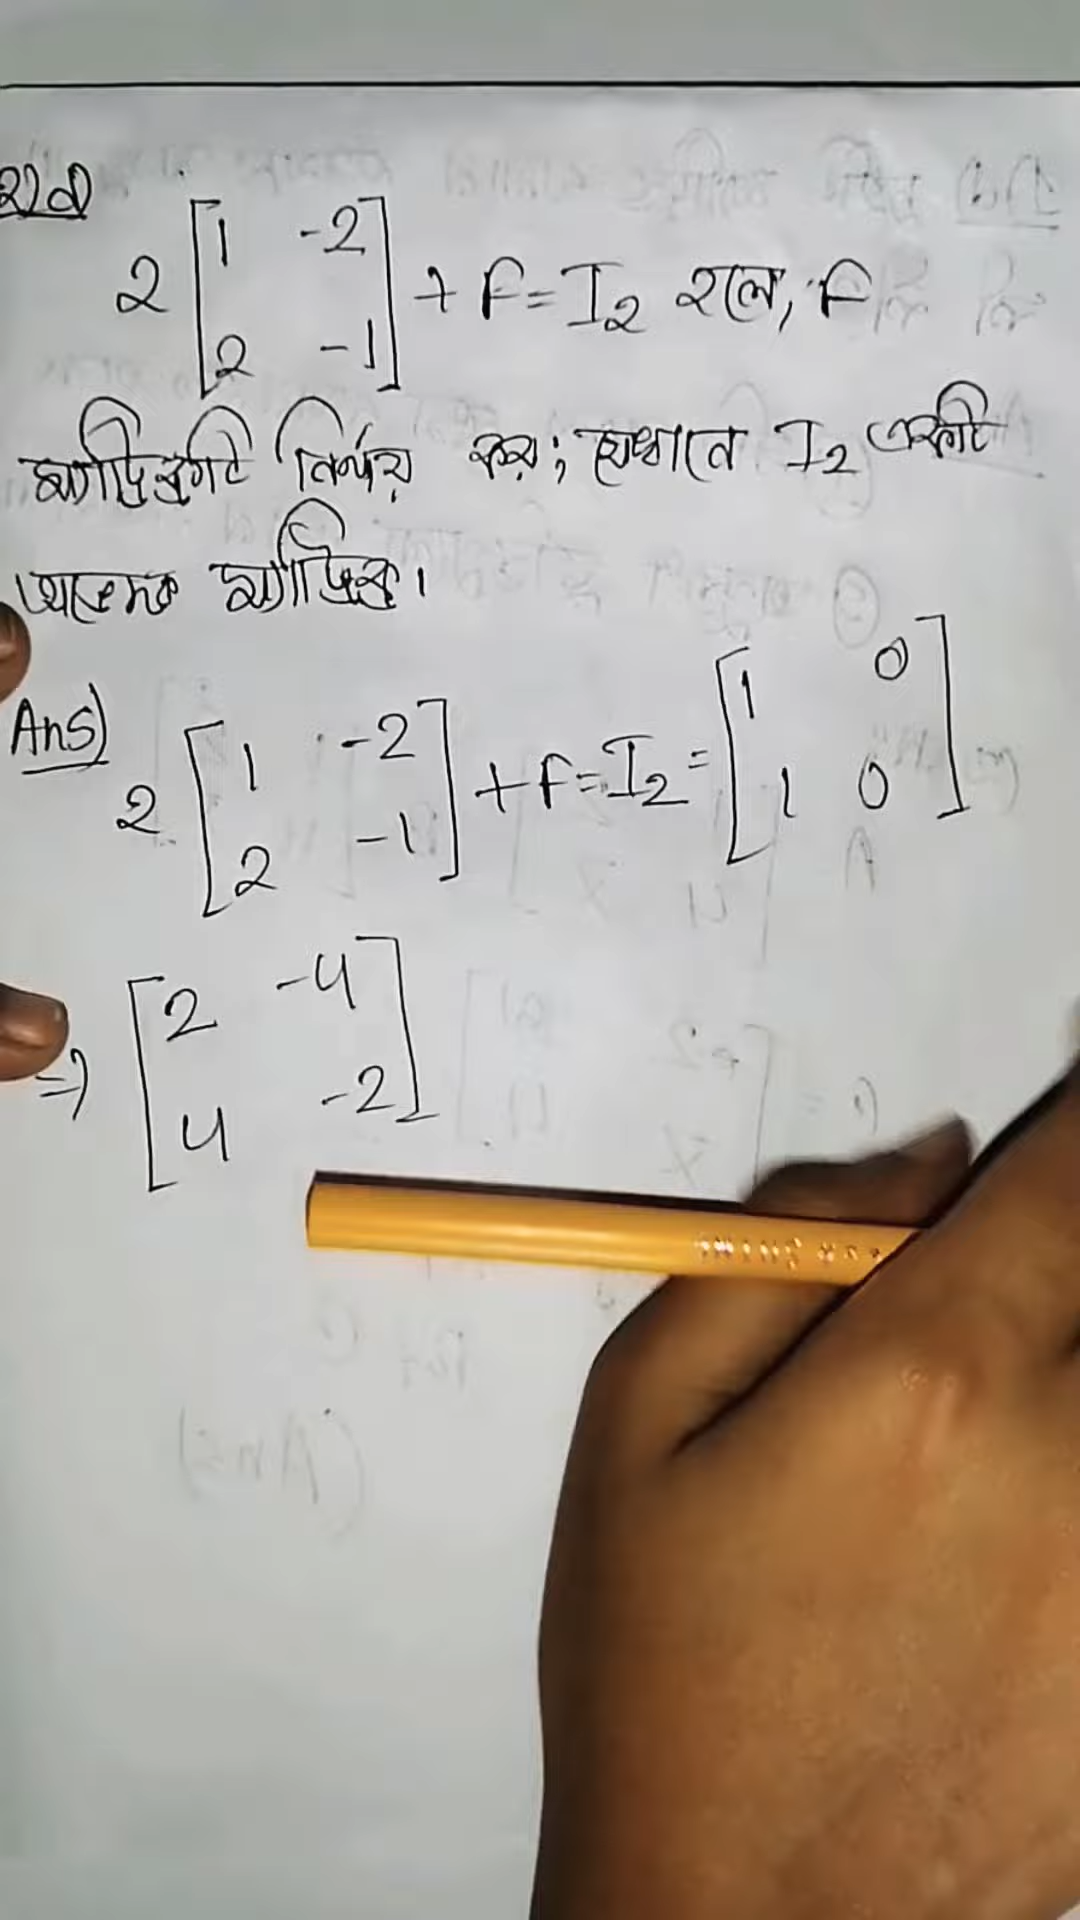 2 [1 -2
2 -1] + F = I2 হলে, F
ম্যাট্রিক্সটি নির্ণয় কর; যেখানে I2 একটি
অভেদক ম্যাট্রিক্স।
Ans) 2 [1 -2
2 -1] + F = I2 = [1 0
1 0]
⇒ [2 -4
4 -2]